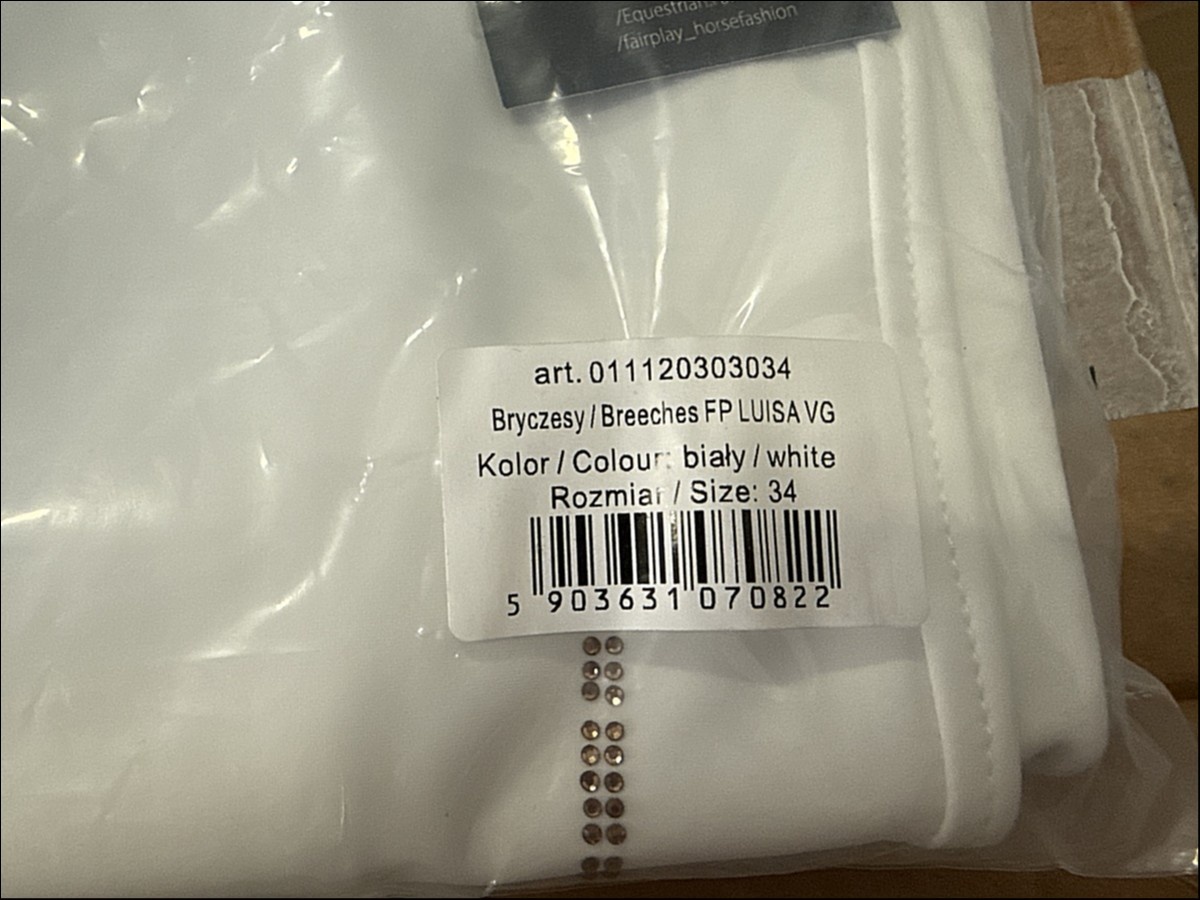 /fairplay_horsefashion
art. 011120303034
Bryczesy / Breeches FP LUISA VG
Kolor / Colour: biały / white
Rozmiar / Size: 34
5 903631 070822